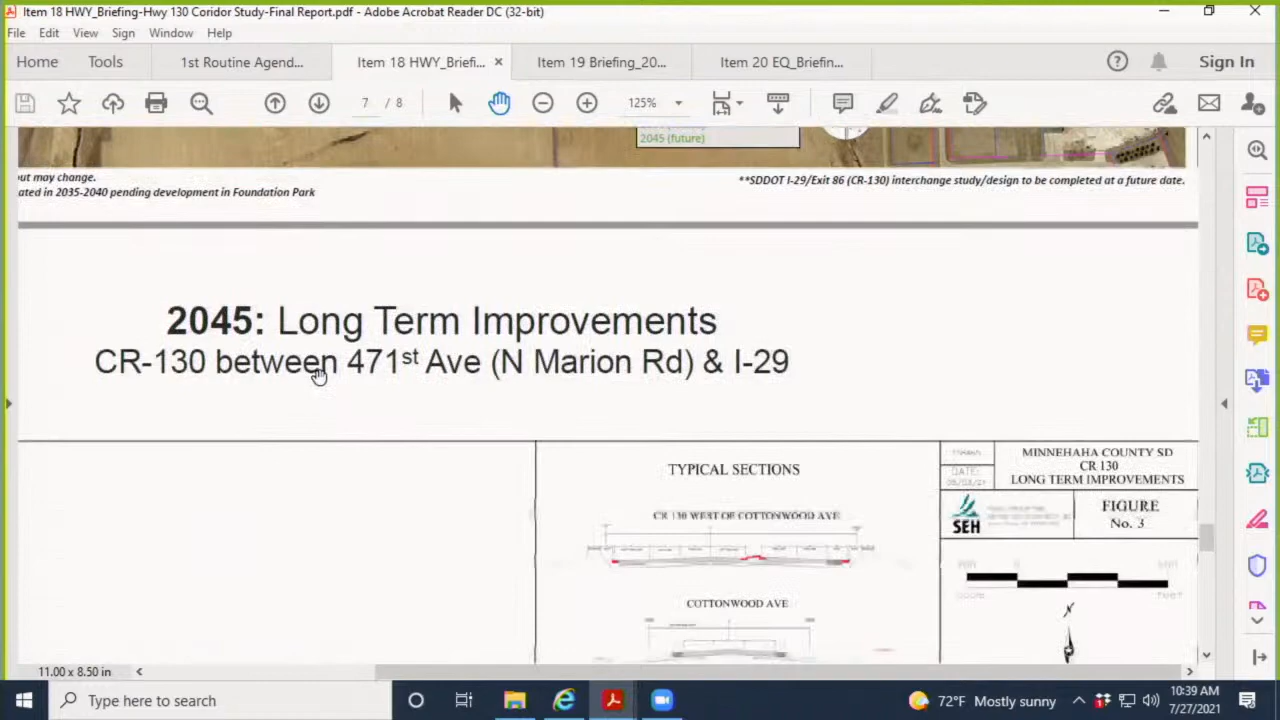 Item 18 HWY_Briefing-Hwy 130 Coridor Study-Final Report.pdf - Adobe Acrobat Reader DC (32-bit)
File Edit View Sign Window Help
Home Tools 1st Routine Agend... Item 18 HWY_Briefi... × Item 19 Briefing_20... Item 20 EQ_Briefin... Sign In
7 / 8 125%
2045 (future)
out may change.
ated in 2035-2040 pending development in Foundation Park
**SDDOT I-29/Exit 86 (CR-130) interchange study/design to be completed at a future date.
2045: Long Term Improvements
CR-130 between 471st Ave (N Marion Rd) & I-29
TYPICAL SECTIONS
CR 130 WEST OF COTTONWOOD AVE
COTTONWOOD AVE
DATE:
MINNEHAHA COUNTY SD
CR 130
LONG TERM IMPROVEMENTS
SEH
FIGURE
No. 3
11.00 x 8.50 in
Type here to search
72°F Mostly sunny
10:39 AM
7/27/2021